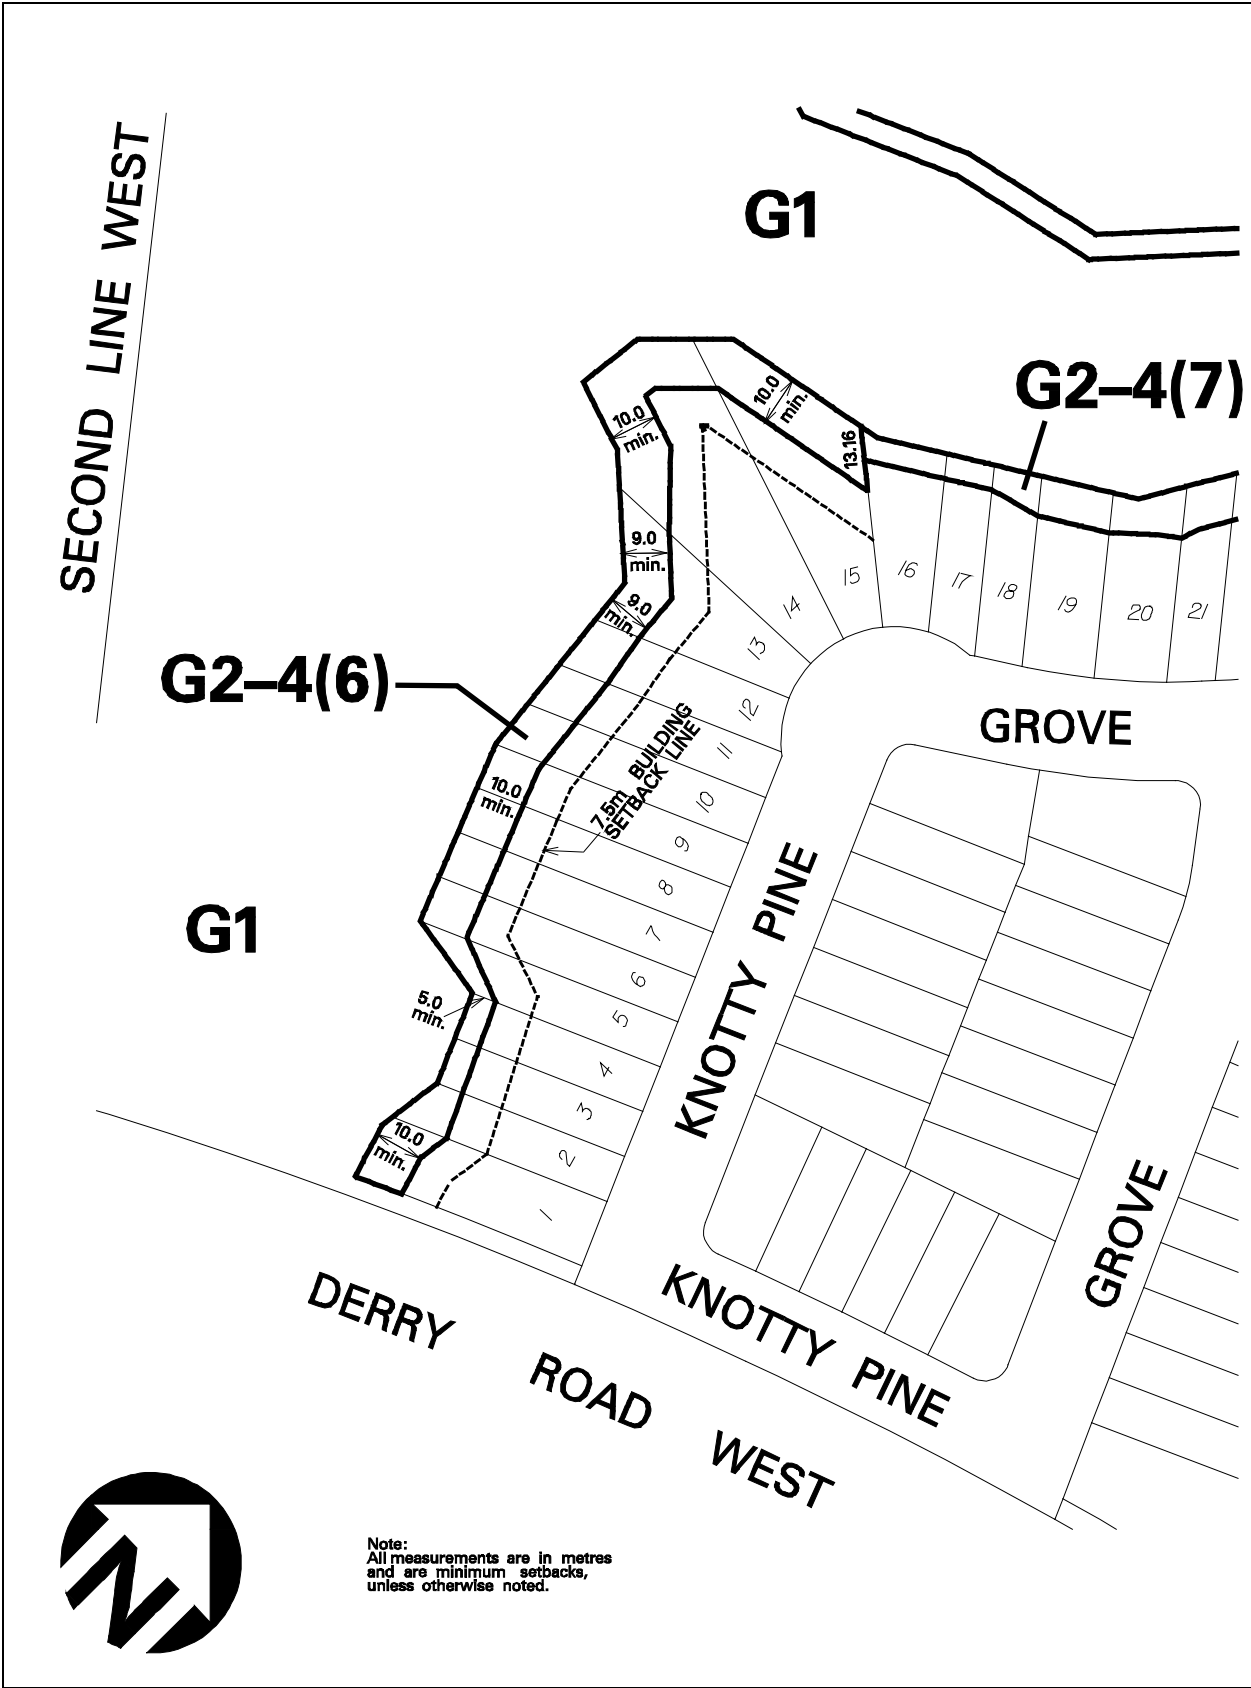 SECOND LINE WEST
G1
G2–4(7)
10.0
min.
10.0
min.
13.16
9.0
min.
9.0
min.
G2–4(6)
10.0
min.
7.5m BUILDING
SETBACK LINE
G1
5.0
min.
10.0
min.
1
2
3
4
5
6
7
8
9
10
11
12
13
14
15
16
17
18
19
20
21
GROVE
KNOTTY PINE
GROVE
KNOTTY PINE
DERRY ROAD WEST
N
Note:
All measurements are in metres
and are minimum setbacks,
unless otherwise noted.